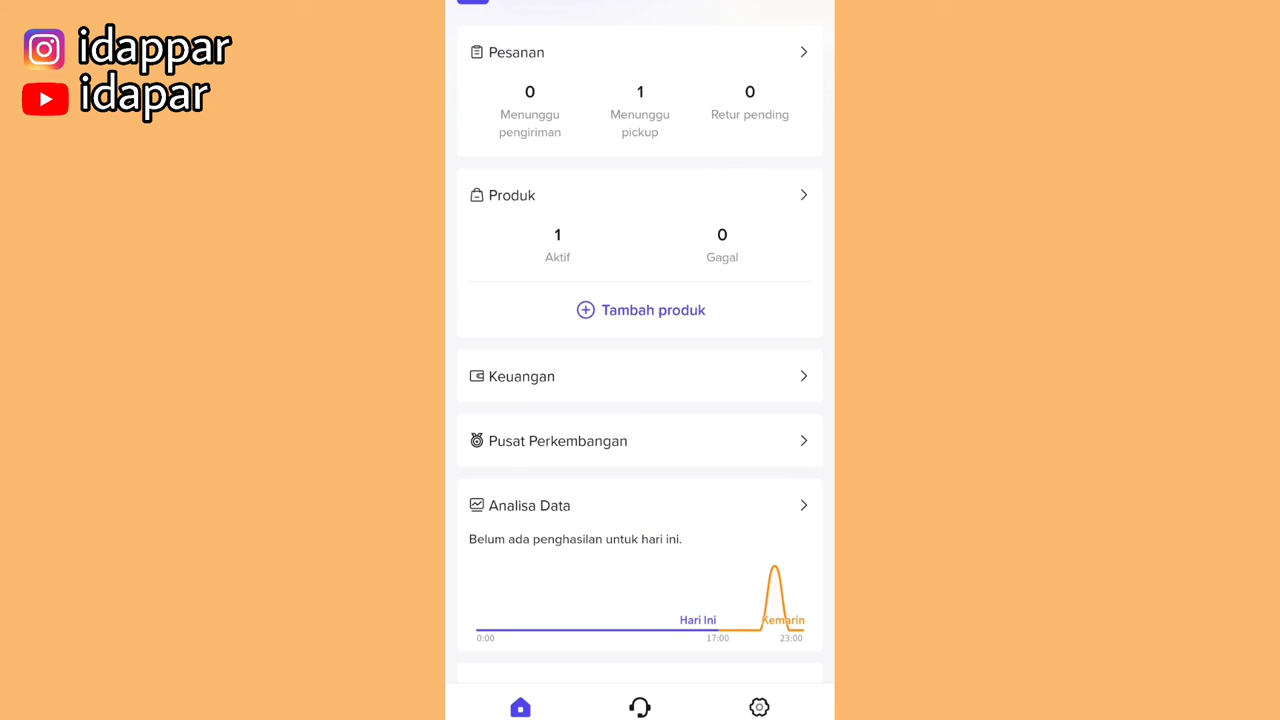 idappar
idapar
Pesanan
0
1
0
Menunggu
pengiriman
Menunggu
pickup
Retur pending
Produk
1
0
Aktif
Gagal
Tambah produk
Keuangan
Pusat Perkembangan
Analisa Data
Belum ada penghasilan untuk hari ini.
Hari Ini
Kemarin
0:00
17:00
23:00